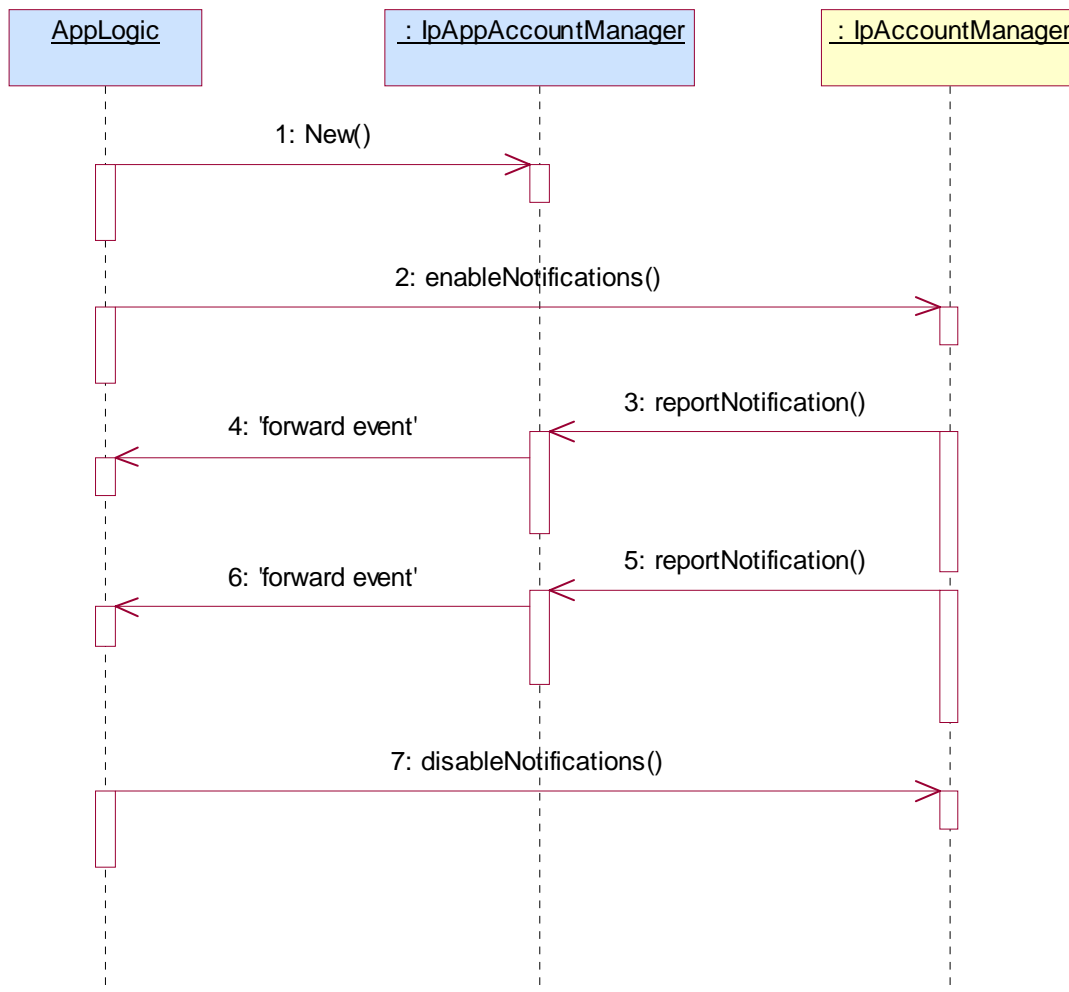 AppLogic
: IpAppAccountManager
: IpAccountManager
1: New()
2: enableNotifications()
3: reportNotification()
4: 'forward event'
5: reportNotification()
6: 'forward event'
7: disableNotifications()